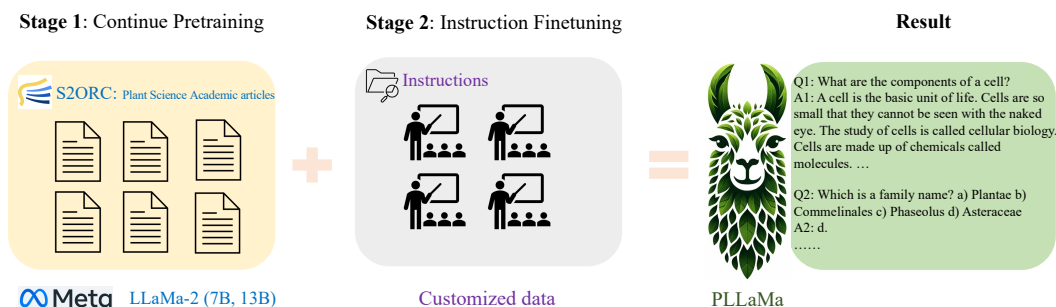 Stage 1: Continue Pretraining
Stage 2: Instruction Finetuning
Result
S2ORC: Plant Science Academic articles
Instructions
Q1: What are the components of a cell?
A1: A cell is the basic unit of life. Cells are so
small that they cannot be seen with the naked
eye. The study of cells is called cellular biology.
Cells are made up of chemicals called
molecules. …
Q2: Which is a family name? a) Plantae b)
Commelinales c) Phaseolus d) Asteraceae
A2: d.
……
Meta
LLaMa-2 (7B, 13B)
Customized data
PLLaMa